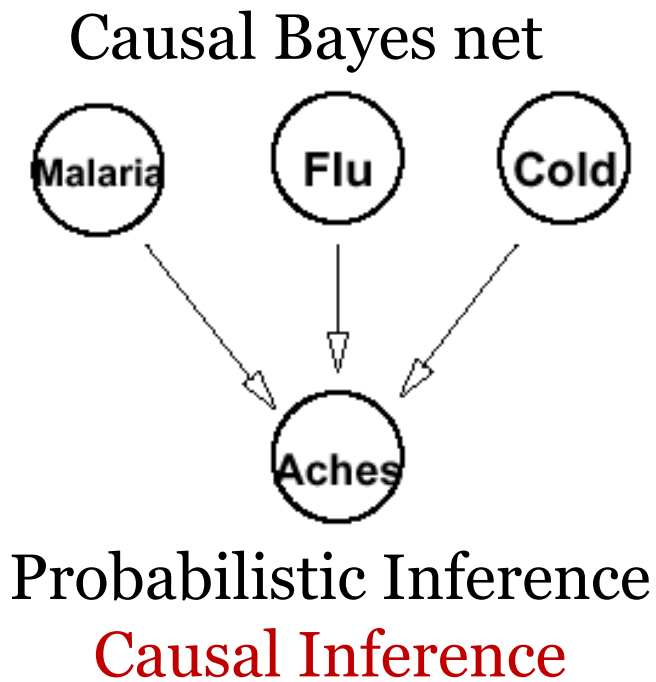 Causal Bayes net
Malaria
Flu
Cold
Aches
Probabilistic Inference
Causal Inference